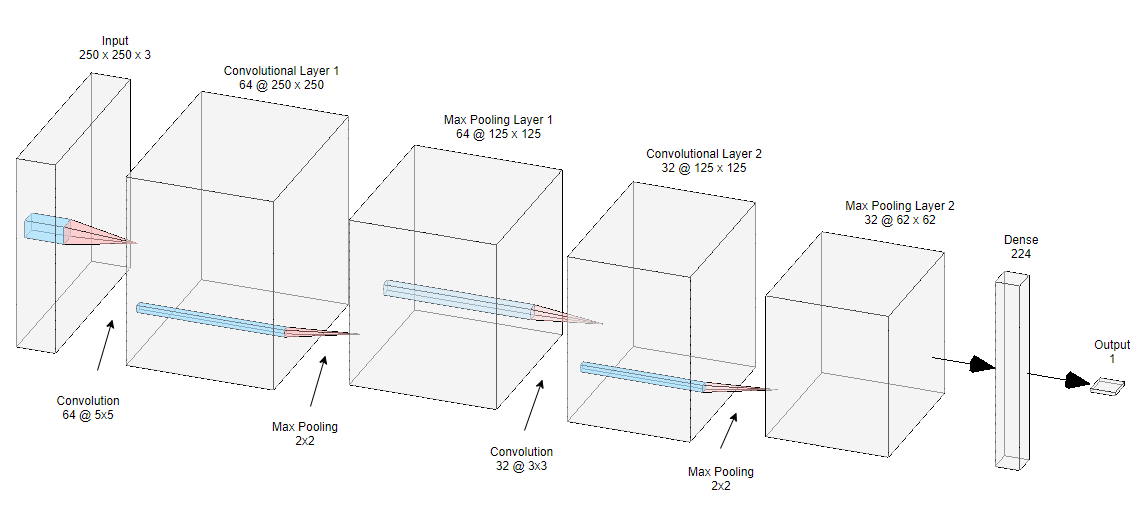 Input
250 x 250 x 3
Convolutional Layer 1
64 @ 250 x 250
Max Pooling Layer 1
64 @ 125 x 125
Convolutional Layer 2
32 @ 125 x 125
Max Pooling Layer 2
32 @ 62 x 62
Dense
224
Output
1
Convolution
64 @ 5x5
Max Pooling
2x2
Convolution
32 @ 3x3
Max Pooling
2x2